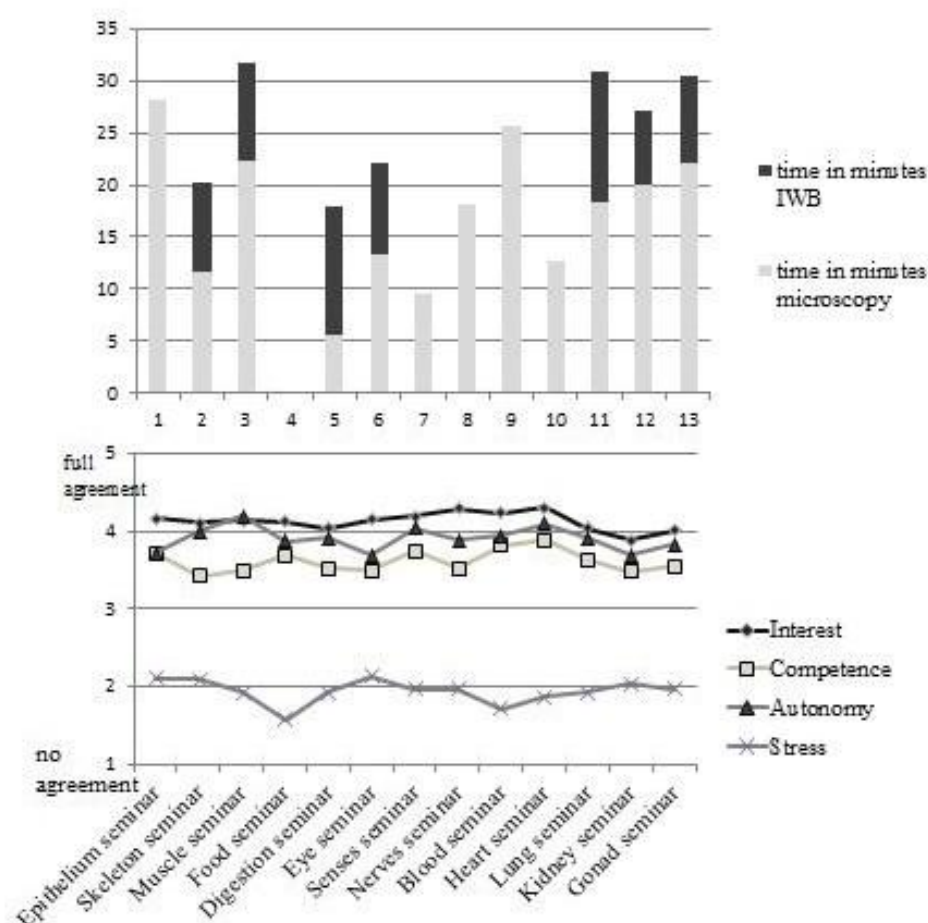 35
30
25
20
15
10
5
0
1 2 3 4 5 6 7 8 9 10 11 12 13
time in minutes
IWB
time in minutes
microscopy
5
full
agreement
4
3
2
no
1
agreement
Interest
Competence
Autonomy
Stress
Epithelium seminar
Skeleton seminar
Muscle seminar
Food seminar
Digestion seminar
Eye seminar
Senses seminar
Nerves seminar
Blood seminar
Heart seminar
Lung seminar
Kidney seminar
Gonad seminar